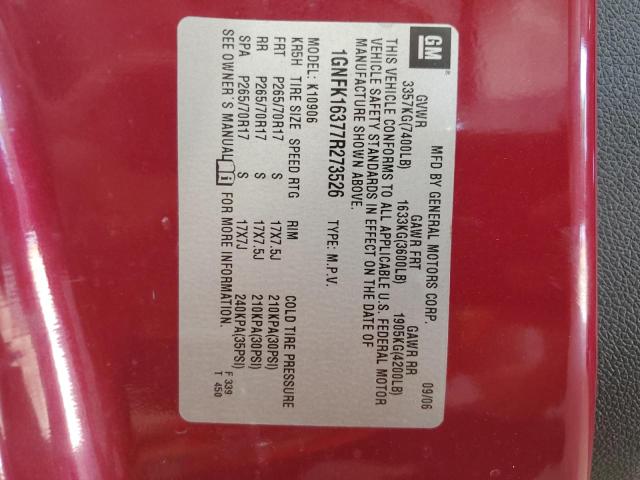 GM ® MFD BY GENERAL MOTORS CORP. 09/06
GVWR GAWR FRT GAWR RR
3357KG(7400LB) 1633KG(3600LB) 1905KG(4200LB)
THIS VEHICLE CONFORMS TO ALL APPLICABLE U.S. FEDERAL MOTOR
VEHICLE SAFETY STANDARDS IN EFFECT ON THE DATE OF
MANUFACTURE SHOWN ABOVE.
1GNFK16377R273526 TYPE: M.P.V.
MODEL: K10906
KR5H TIRE SIZE SPEED RTG RIM COLD TIRE PRESSURE
FRT P265/70R17 S 17X7.5J 210KPA(30PSI)
RR P265/70R17 S 17X7.5J 210KPA(30PSI)
SPA P265/70R17 S 17X7J 240KPA(35PSI)
SEE OWNER'S MANUAL i FOR MORE INFORMATION.
F 339
T 450